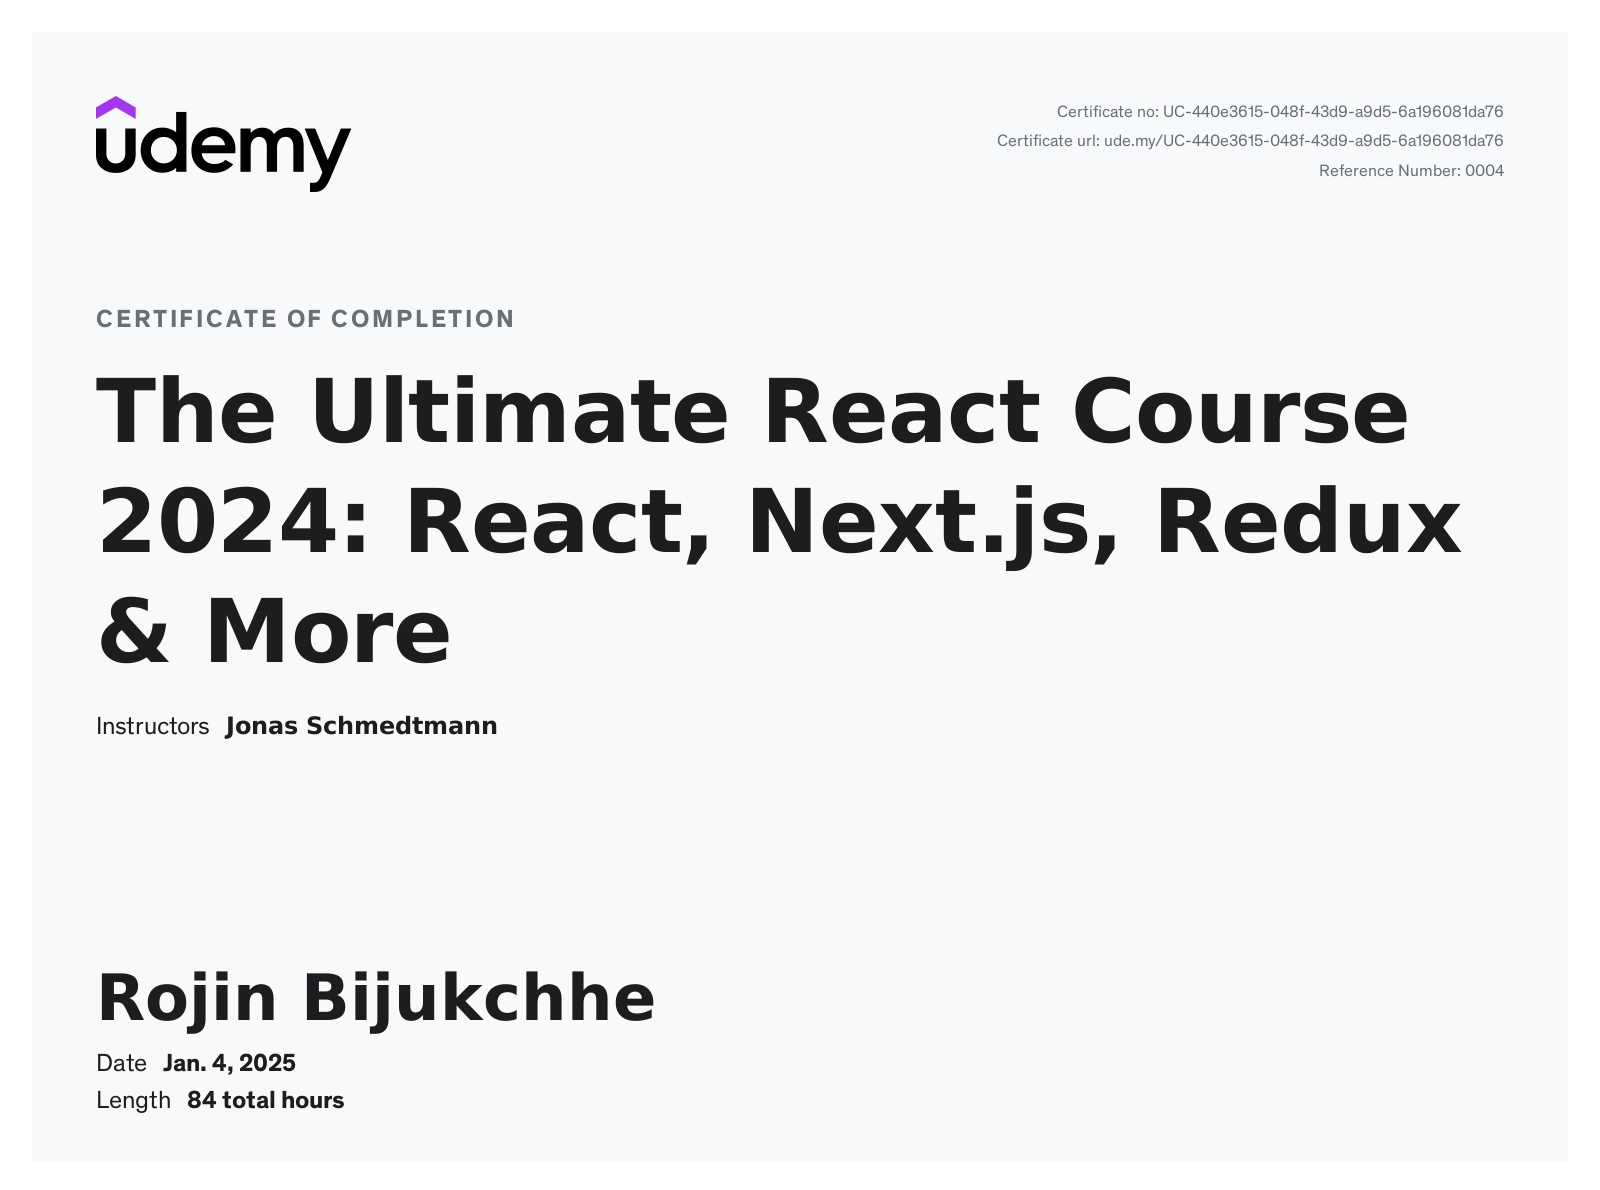 udemy
Certificate no: UC-440e3615-048f-43d9-a9d5-6a196081da76
Certificate url: ude.my/UC-440e3615-048f-43d9-a9d5-6a196081da76
Reference Number: 0004
CERTIFICATE OF COMPLETION
The Ultimate React Course
2024: React, Next.js, Redux
& More
Instructors Jonas Schmedtmann
Rojin Bijukchhe
Date Jan. 4, 2025
Length 84 total hours